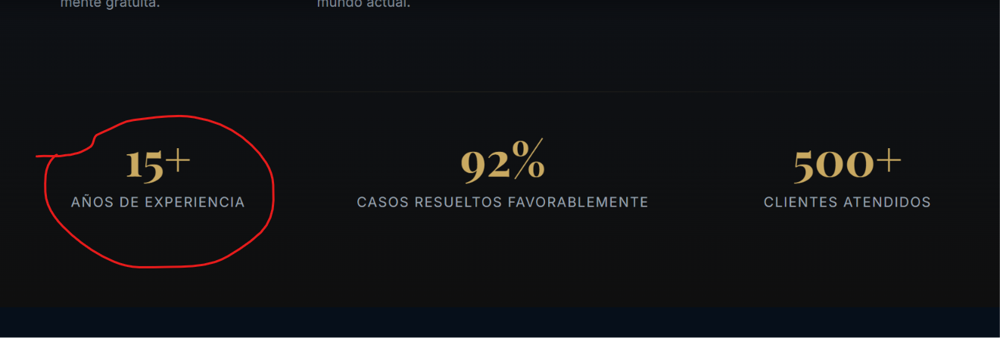 mente gratuita.
mundo actual.
15+
AÑOS DE EXPERIENCIA
92%
CASOS RESUELTOS FAVORABLEMENTE
500+
CLIENTES ATENDIDOS